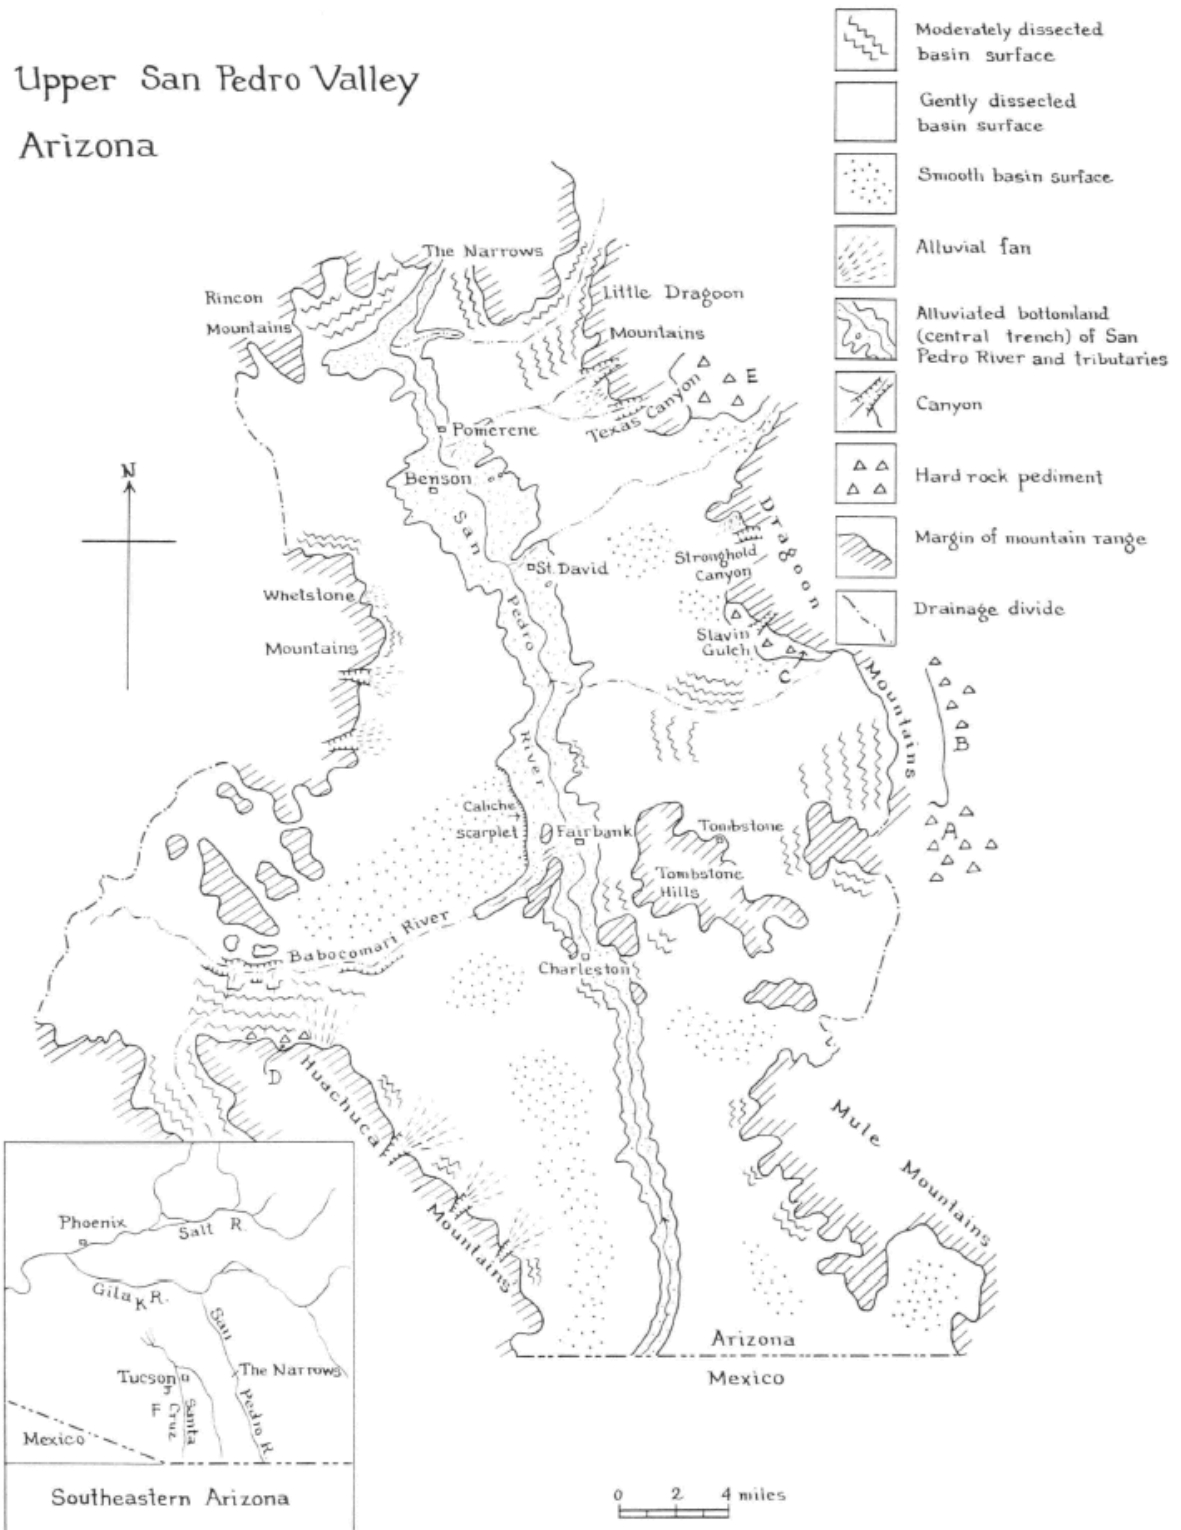 Upper San Pedro Valley
Arizona
Moderately dissected
basin surface
Gently dissected
basin surface
Smooth basin surface
Alluvial fan
Alluviated bottomland
(central trench) of San
Pedro River and tributaries
Canyon
Hard rock pediment
Margin of mountain range
Drainage divide
The Narrows
Rincon
Mountains
Little Dragoon
Mountains
E
Texas Canyon
Pomerene
Benson
N
San Pedro River
St. David
Dragoon Mountains
Stronghold
Canyon
Whetstone
Mountains
Slavin
Gulch
C
B
Caliche
scarplet
Fairbank
Tombstone
A
Tombstone
Hills
Babocomari River
Charleston
D
Huachuca Mountains
Mule Mountains
Arizona
Mexico
Phoenix
Salt R.
Gila R.
K
San Pedro R.
The Narrows
Tucson
Santa Cruz
F
Mexico
Southeastern Arizona
0 2 4 miles